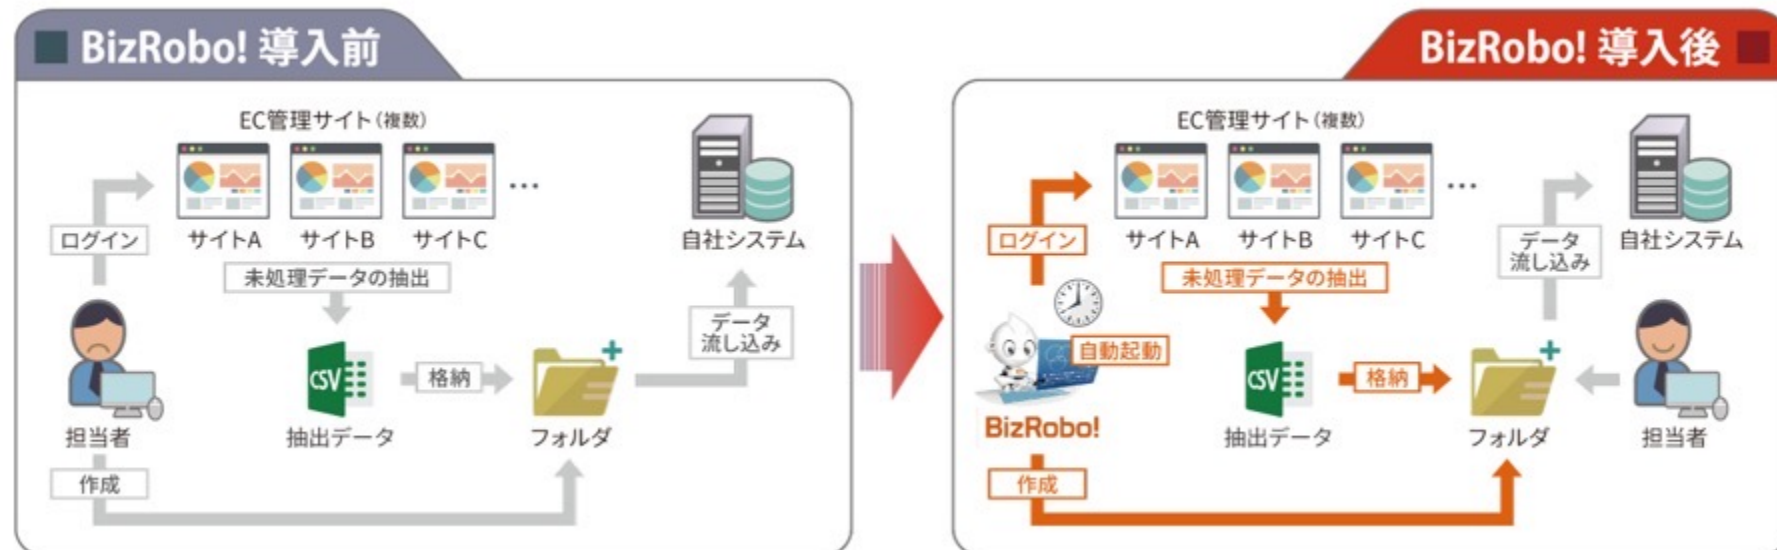 BizRobo! 導入前
EC管理サイト(複数)
サイトA
サイトB
サイトC
…
ログイン
未処理データの抽出
自社システム
データ
流し込み
CSV
格納
担当者
抽出データ
フォルダ
作成
BizRobo! 導入後
EC管理サイト(複数)
サイトA
サイトB
サイトC
…
ログイン
未処理データの抽出
データ
流し込み
自社システム
自動起動
BizRobo!
CSV
格納
抽出データ
フォルダ
担当者
作成